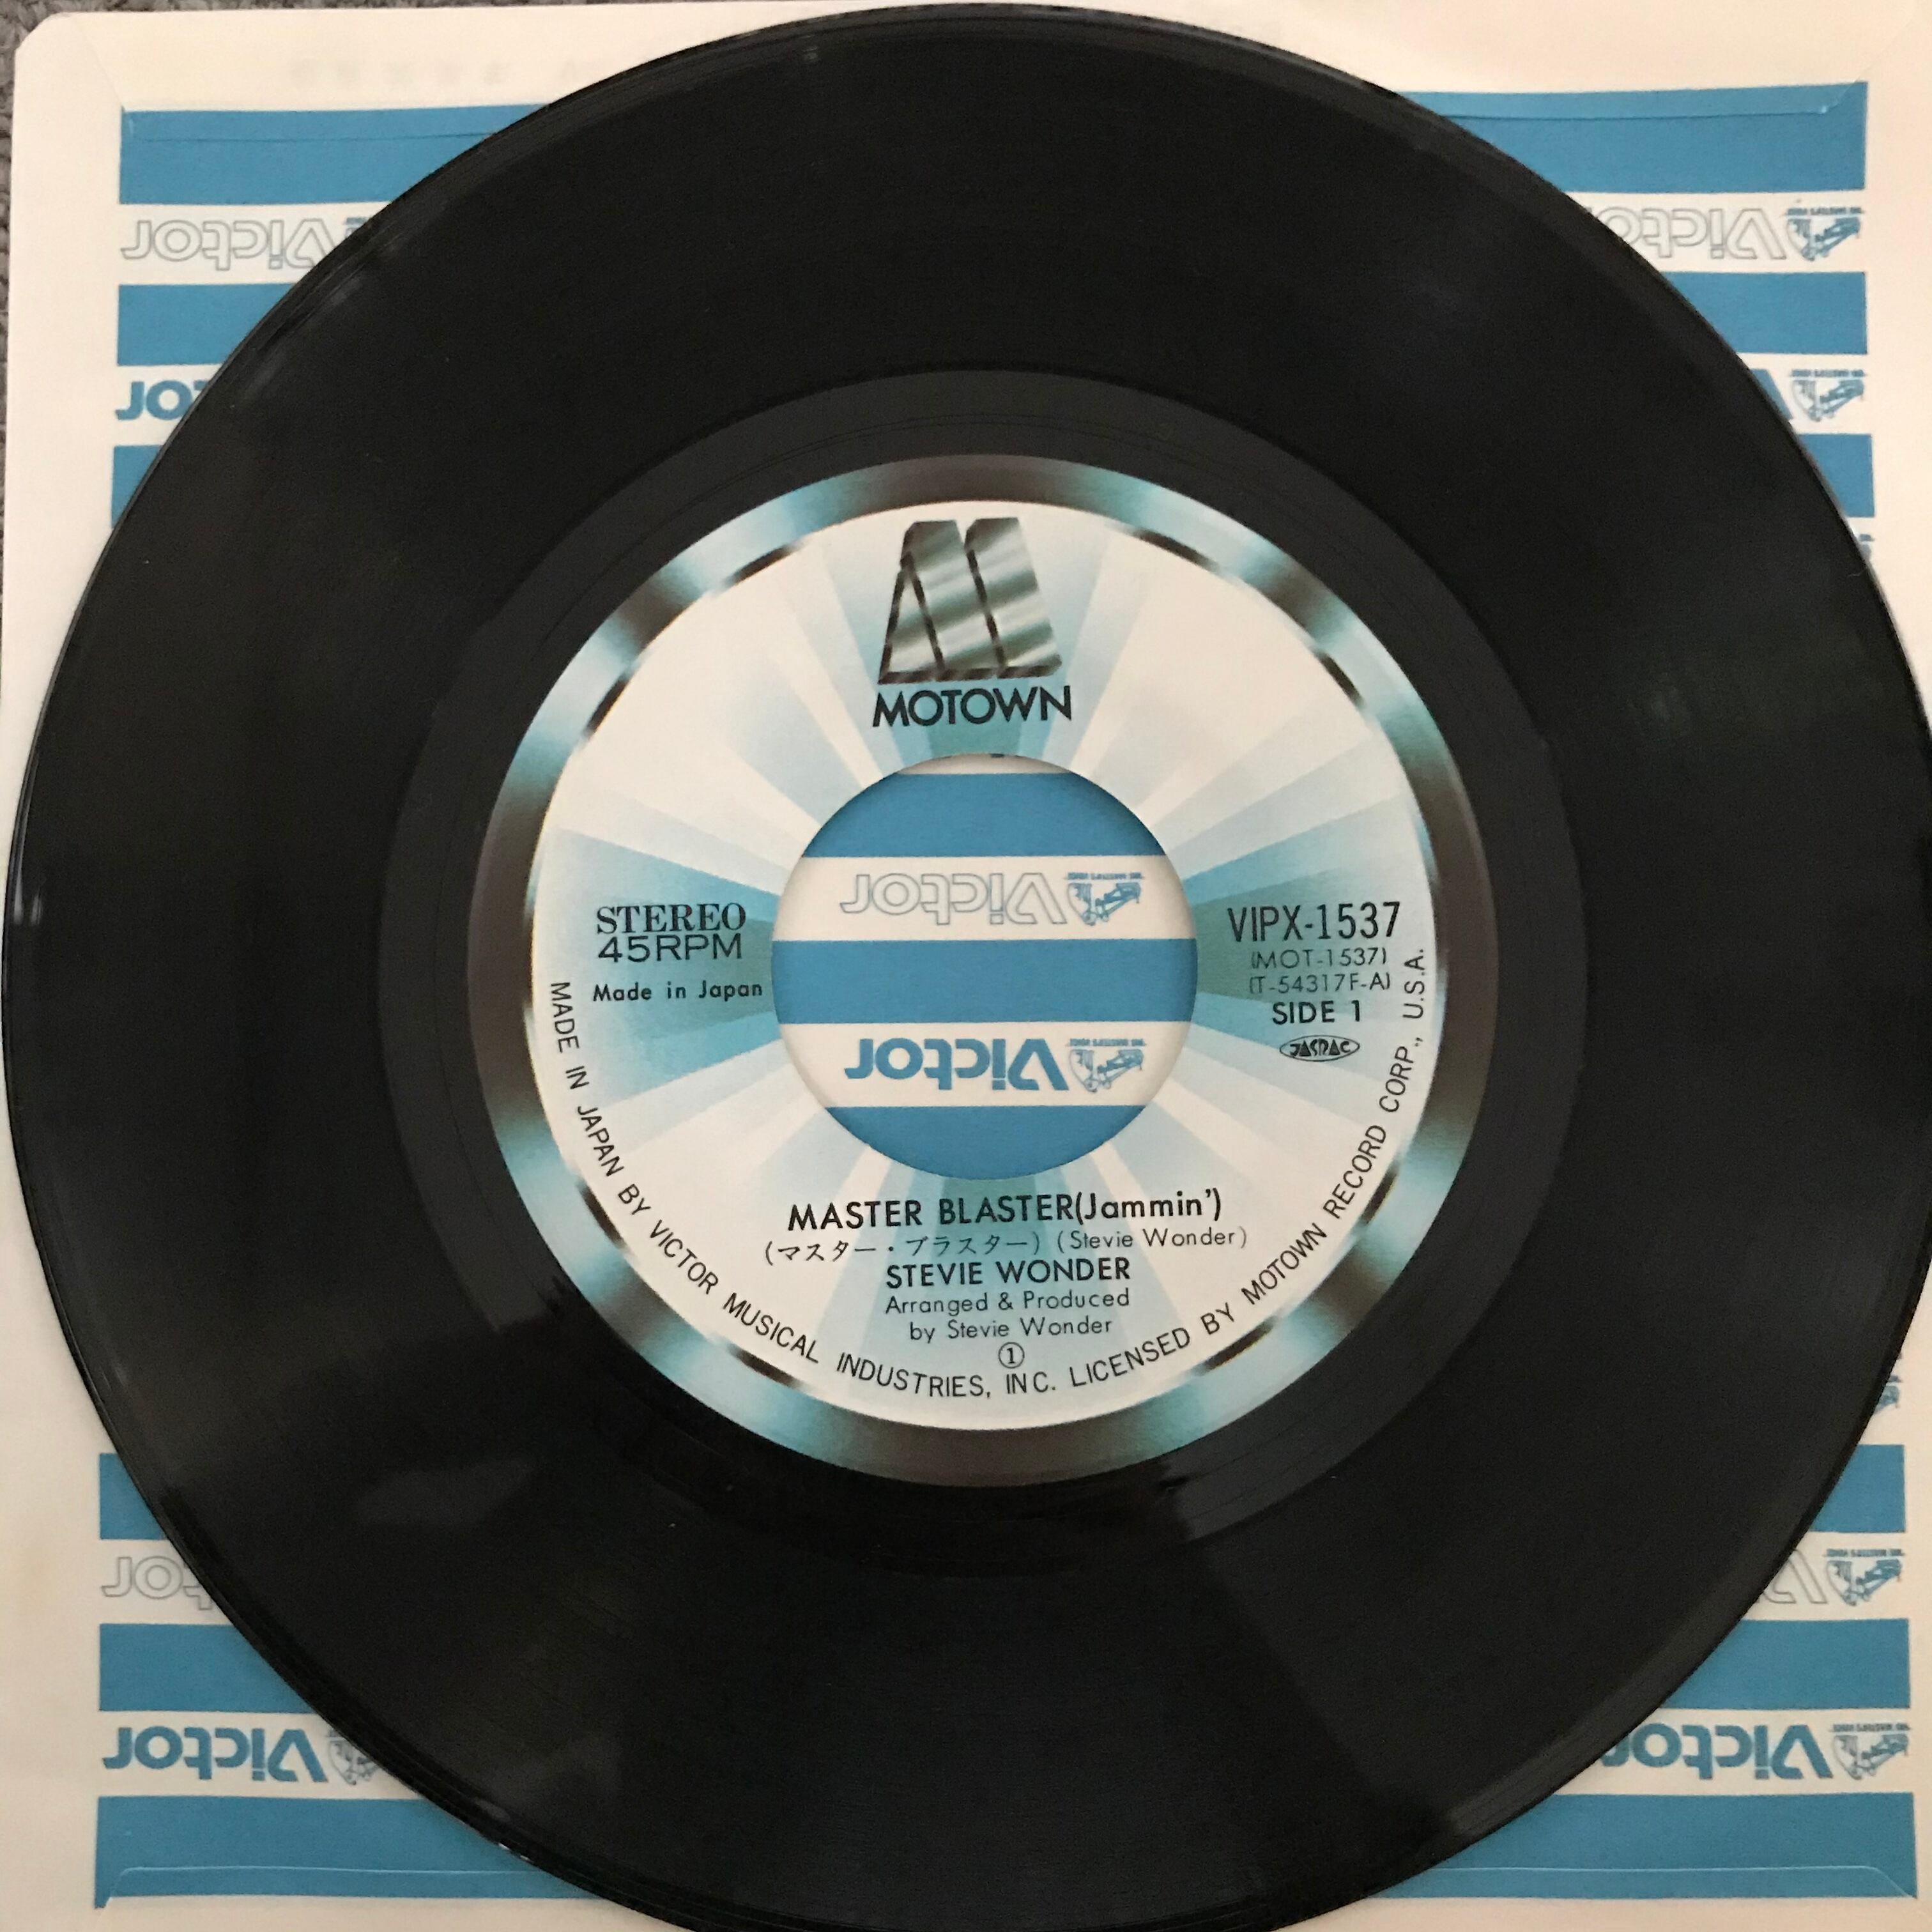 MOTOWN
STEREO
45RPM
Made in Japan
VIPX-1537
(MOT-1537)
(T-54317F-A)
SIDE 1
JASRAC
MASTER BLASTER(Jammin')
(マスター・ブラスター) (Stevie Wonder)
STEVIE WONDER
Arranged & Produced
by Stevie Wonder
①
MADE IN JAPAN BY VICTOR MUSICAL INDUSTRIES, INC. LICENSED BY MOTOWN RECORD CORP., U.S.A.
Victor
Victor
Victor
Victor
Victor
Victor